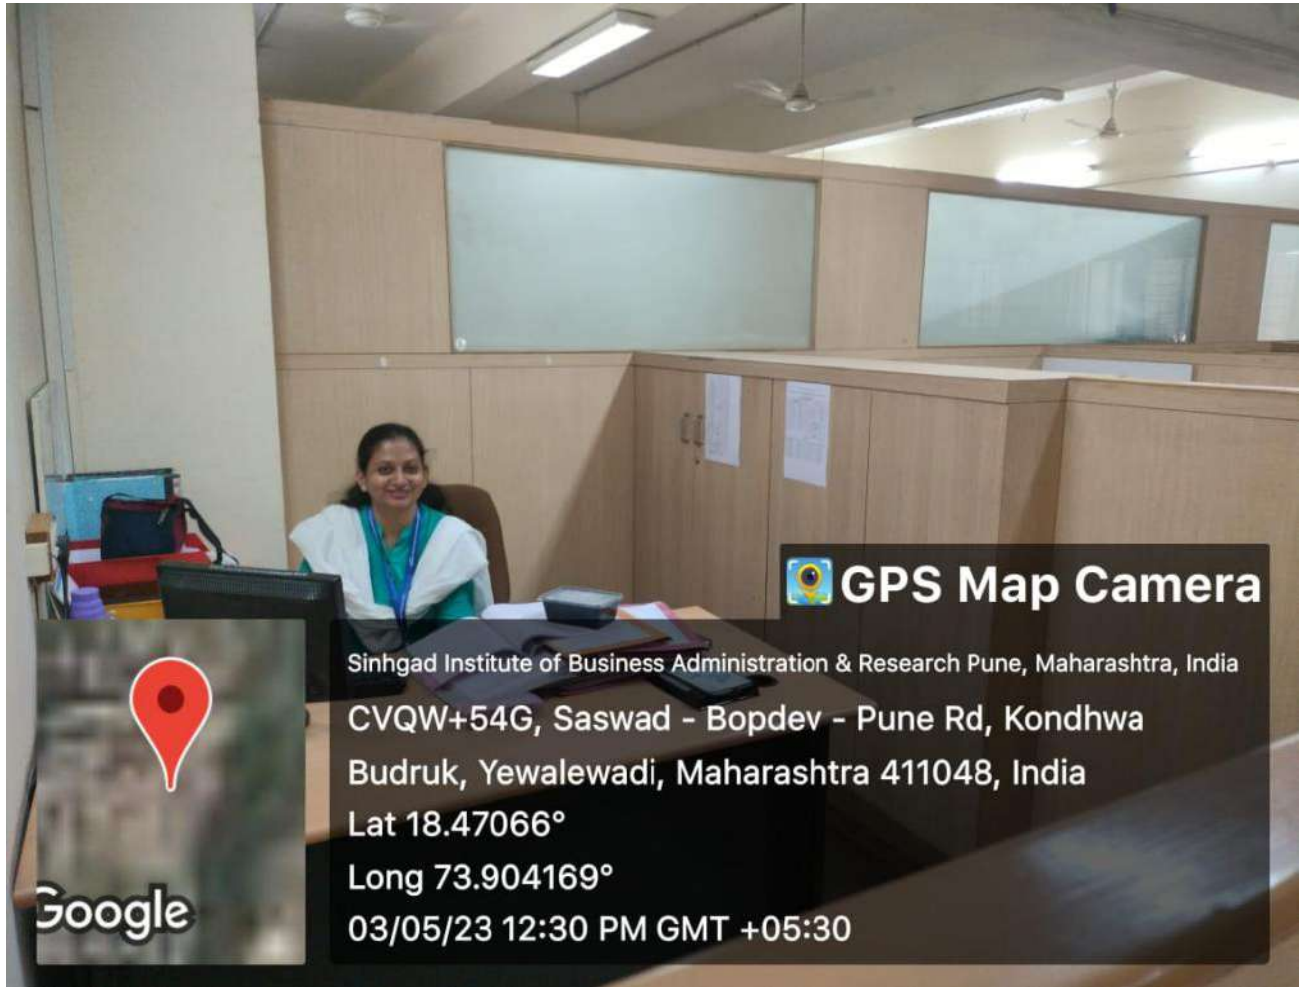 GPS Map Camera
Sinhgad Institute of Business Administration & Research Pune, Maharashtra, India
CVQW+54G, Saswad - Bopdev - Pune Rd, Kondhwa
Budruk, Yewalewadi, Maharashtra 411048, India
Lat 18.47066°
Long 73.904169°
03/05/23 12:30 PM GMT +05:30
Google